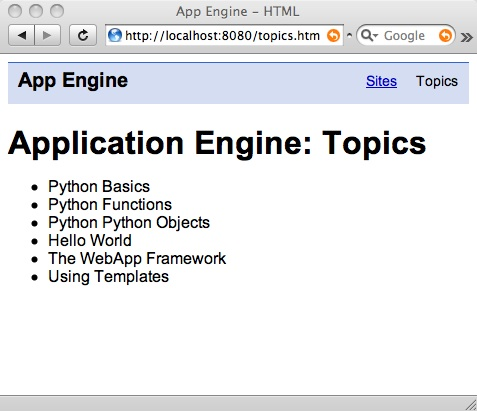 App Engine – HTML
http://localhost:8080/topics.htm
Google
App Engine
Sites Topics
Application Engine: Topics
Python Basics
Python Functions
Python Python Objects
Hello World
The WebApp Framework
Using Templates